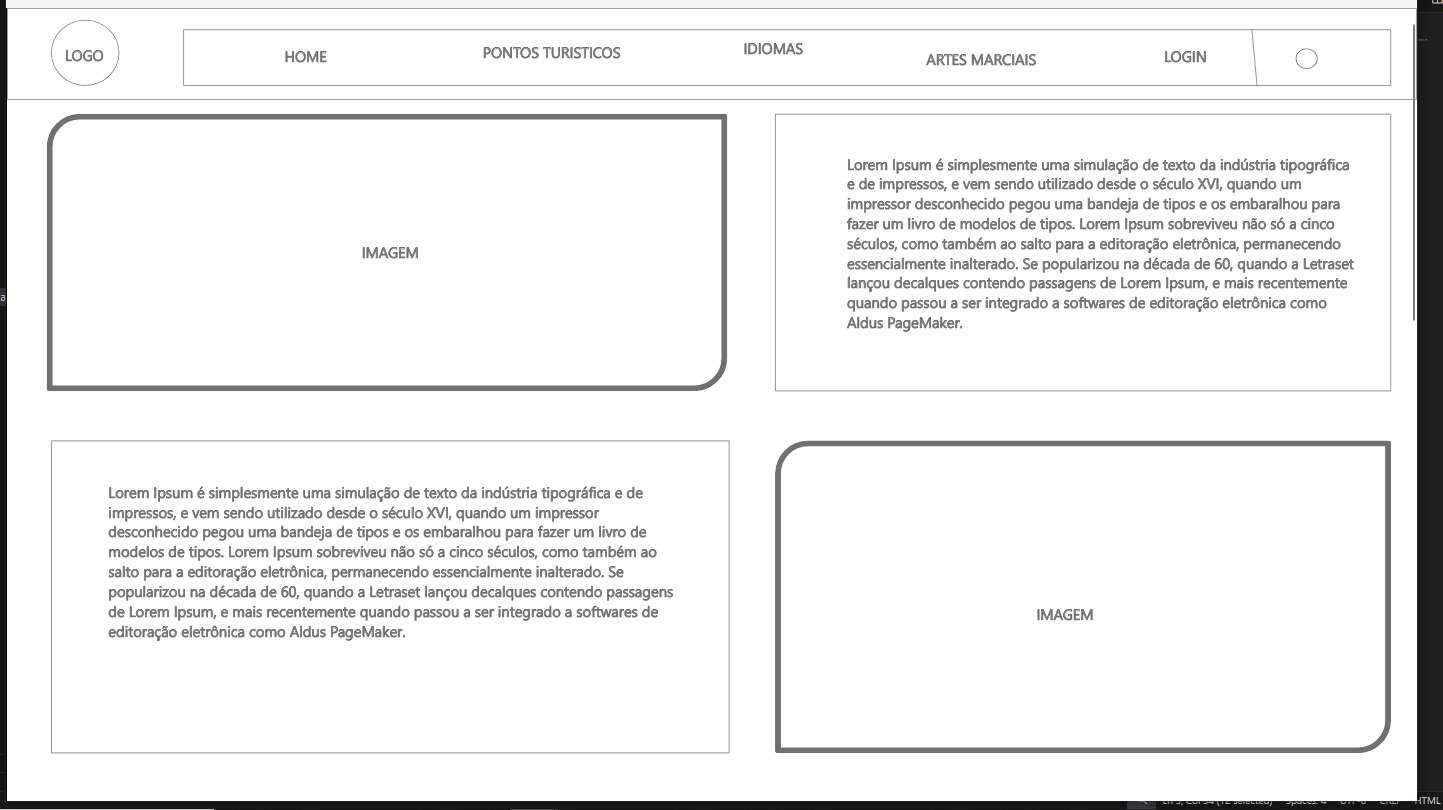 LOGO
HOME
PONTOS TURISTICOS
IDIOMAS
ARTES MARCIAIS
LOGIN
IMAGEM
Lorem Ipsum é simplesmente uma simulação de texto da indústria tipográfica
e de impressos, e vem sendo utilizado desde o século XVI, quando um
impressor desconhecido pegou uma bandeja de tipos e os embaralhou para
fazer um livro de modelos de tipos. Lorem Ipsum sobreviveu não só a cinco
séculos, como também ao salto para a editoração eletrônica, permanecendo
essencialmente inalterado. Se popularizou na década de 60, quando a Letraset
lançou decalques contendo passagens de Lorem Ipsum, e mais recentemente
quando passou a ser integrado a softwares de editoração eletrônica como
Aldus PageMaker.
Lorem Ipsum é simplesmente uma simulação de texto da indústria tipográfica e de
impressos, e vem sendo utilizado desde o século XVI, quando um impressor
desconhecido pegou uma bandeja de tipos e os embaralhou para fazer um livro de
modelos de tipos. Lorem Ipsum sobreviveu não só a cinco séculos, como também ao
salto para a editoração eletrônica, permanecendo essencialmente inalterado. Se
popularizou na década de 60, quando a Letraset lançou decalques contendo passagens
de Lorem Ipsum, e mais recentemente quando passou a ser integrado a softwares de
editoração eletrônica como Aldus PageMaker.
IMAGEM
HTML